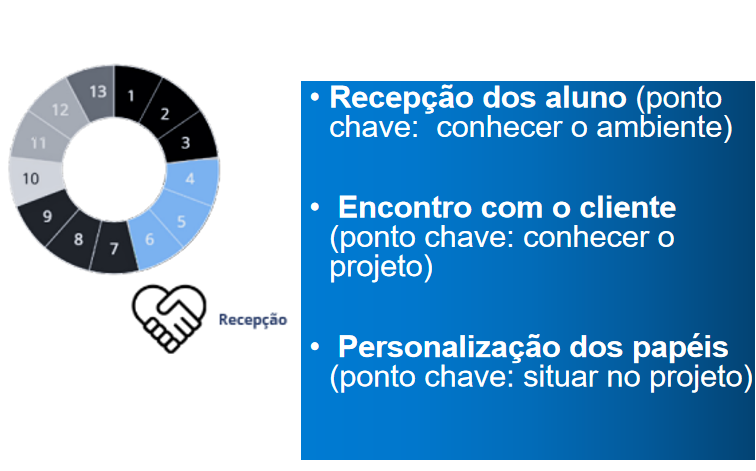 1
2
3
4
5
6
7
8
9
10
11
12
13
Recepção
• Recepção dos aluno (ponto
chave:  conhecer o ambiente)
• Encontro com o cliente
(ponto chave: conhecer o
projeto)
• Personalização dos papéis
(ponto chave: situar no projeto)